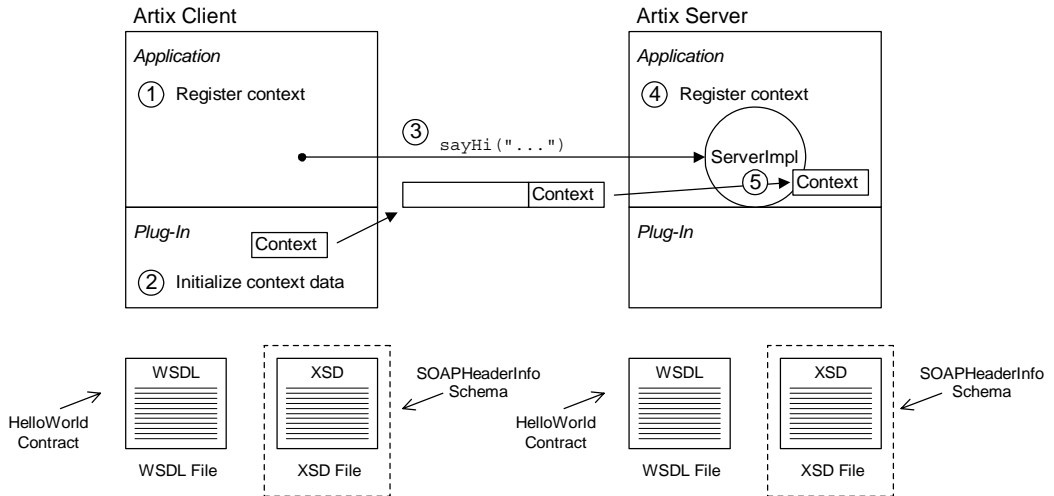 Artix Client
Artix Server
Application
Application
1 Register context
4 Register context
3
sayHi("...")
ServerImpl
5
Context
Context
Plug-In
Plug-In
Context
2 Initialize context data
WSDL
XSD
SOAPHeaderInfo
Schema
WSDL
XSD
SOAPHeaderInfo
Schema
HelloWorld
Contract
HelloWorld
Contract
WSDL File
XSD File
WSDL File
XSD File